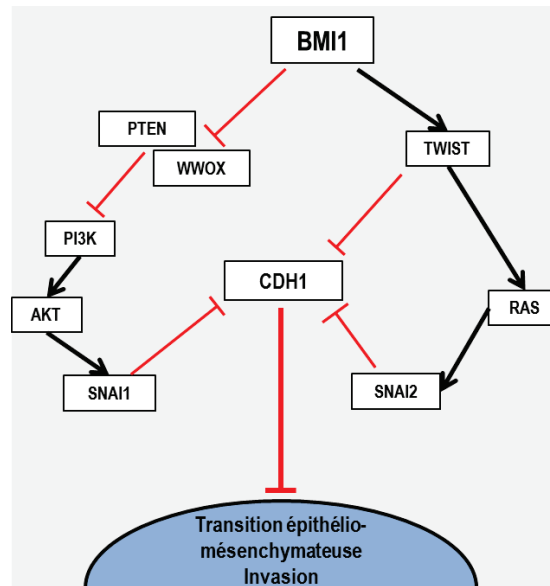 BMI1
PTEN
WWOX
TWIST
PI3K
CDH1
AKT
RAS
SNAI1
SNAI2
Transition épithélio-
mésenchymateuse
Invasion